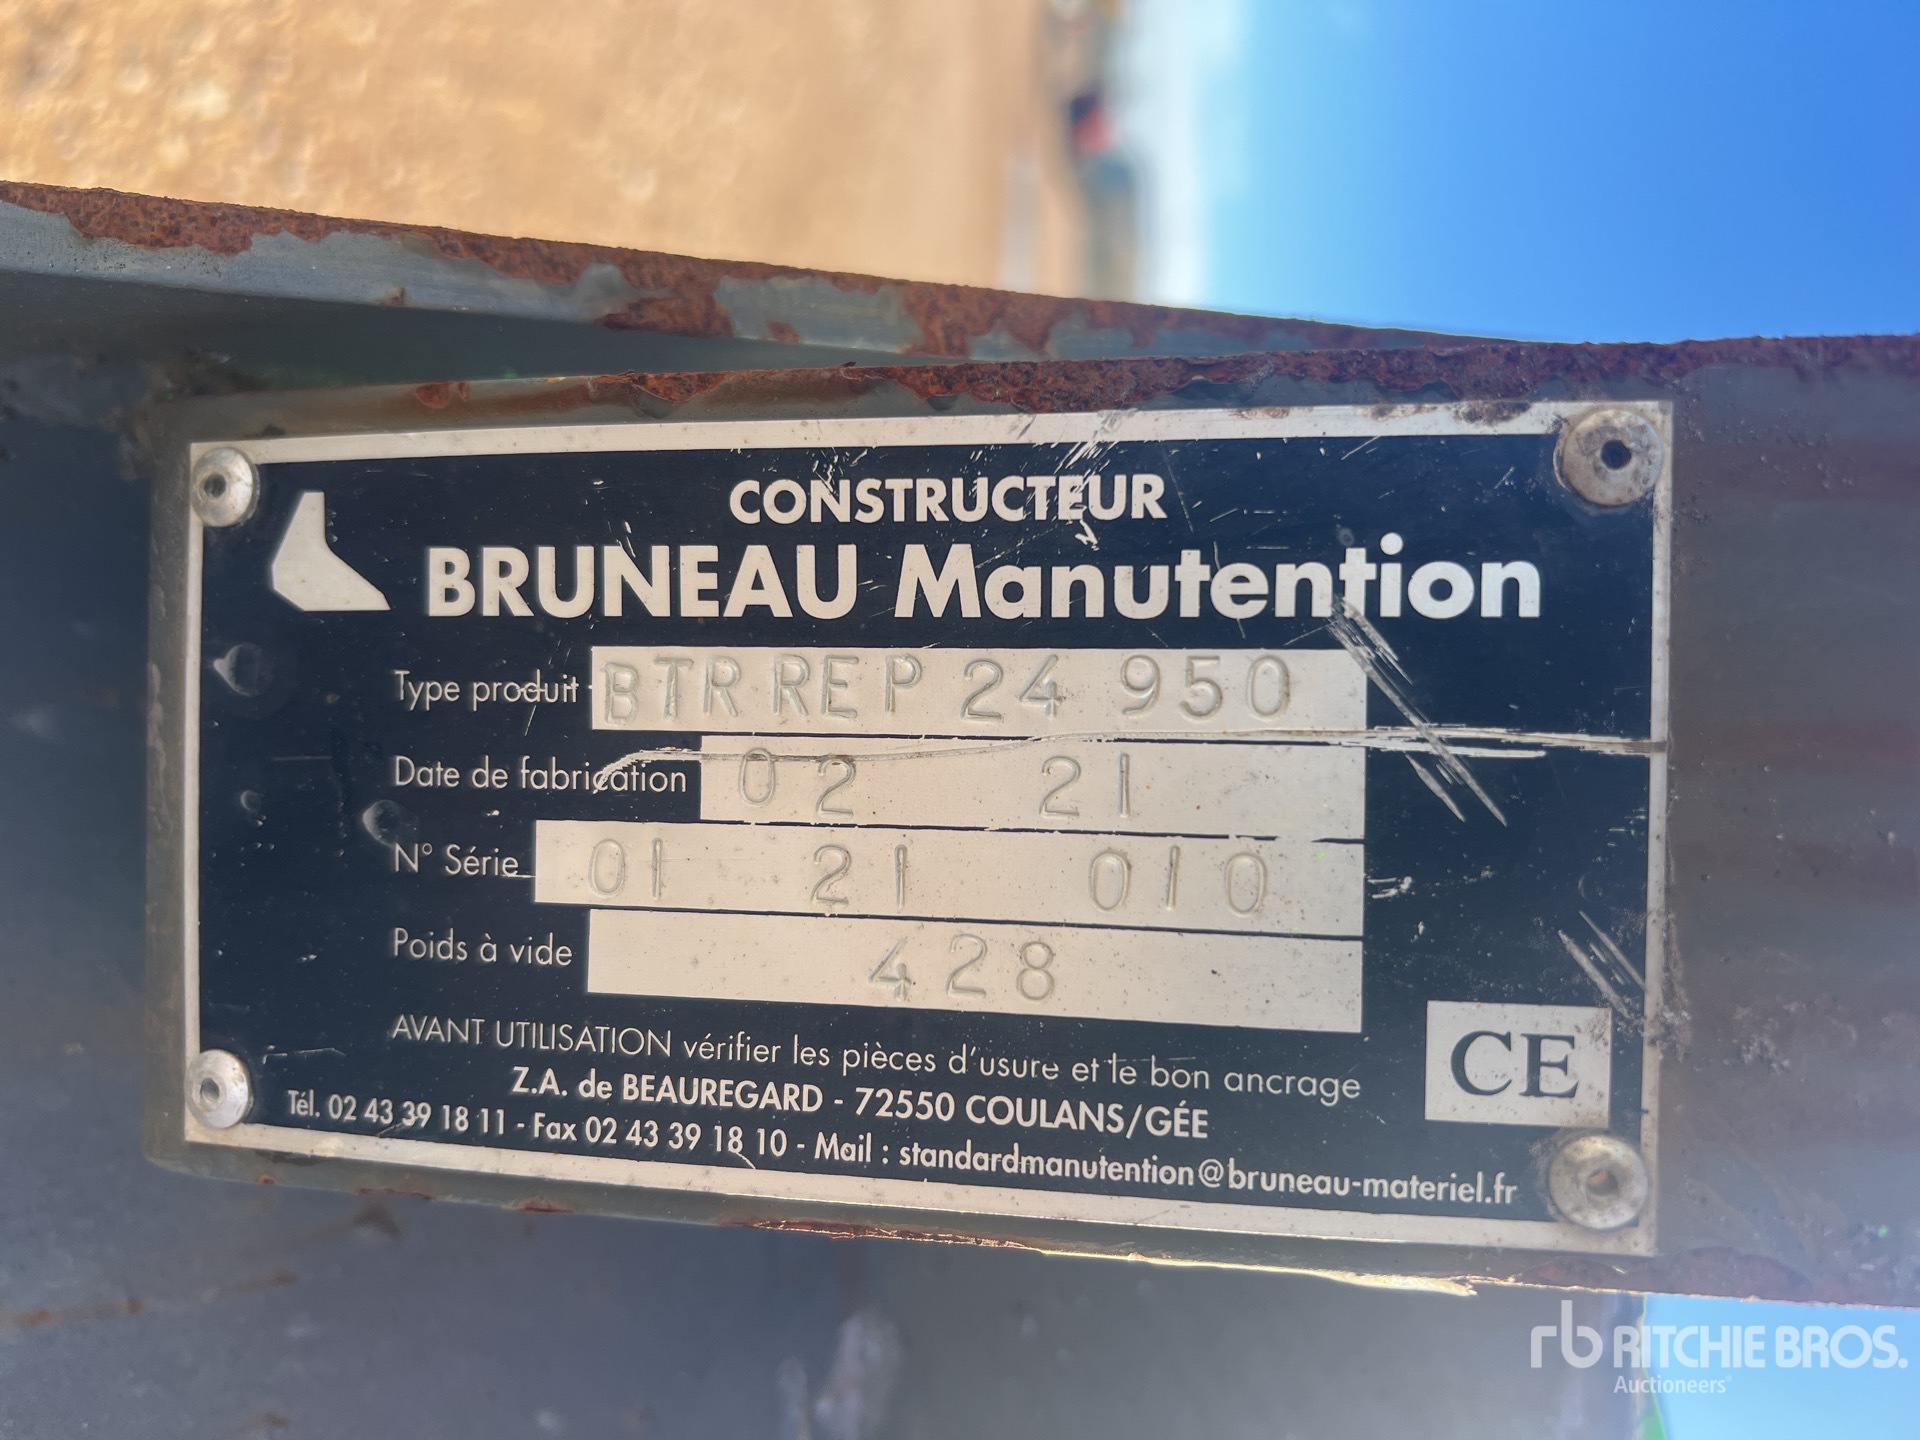 CONSTRUCTEUR
BRUNEAU Manutention
Type produit BTR REP 24 950
Date de fabrication 02 21
N° Série 01 21 010
Poids à vide 428
AVANT UTILISATION vérifier les pièces d'usure et le bon ancrage
CE
Z.A. de BEAUREGARD - 72550 COULANS/GÉE
Tél. 02 43 39 18 11 - Fax 02 43 39 18 10 - Mail : standardmanutention@bruneau-materiel.fr
rb RITCHIE BROS.
Auctioneers